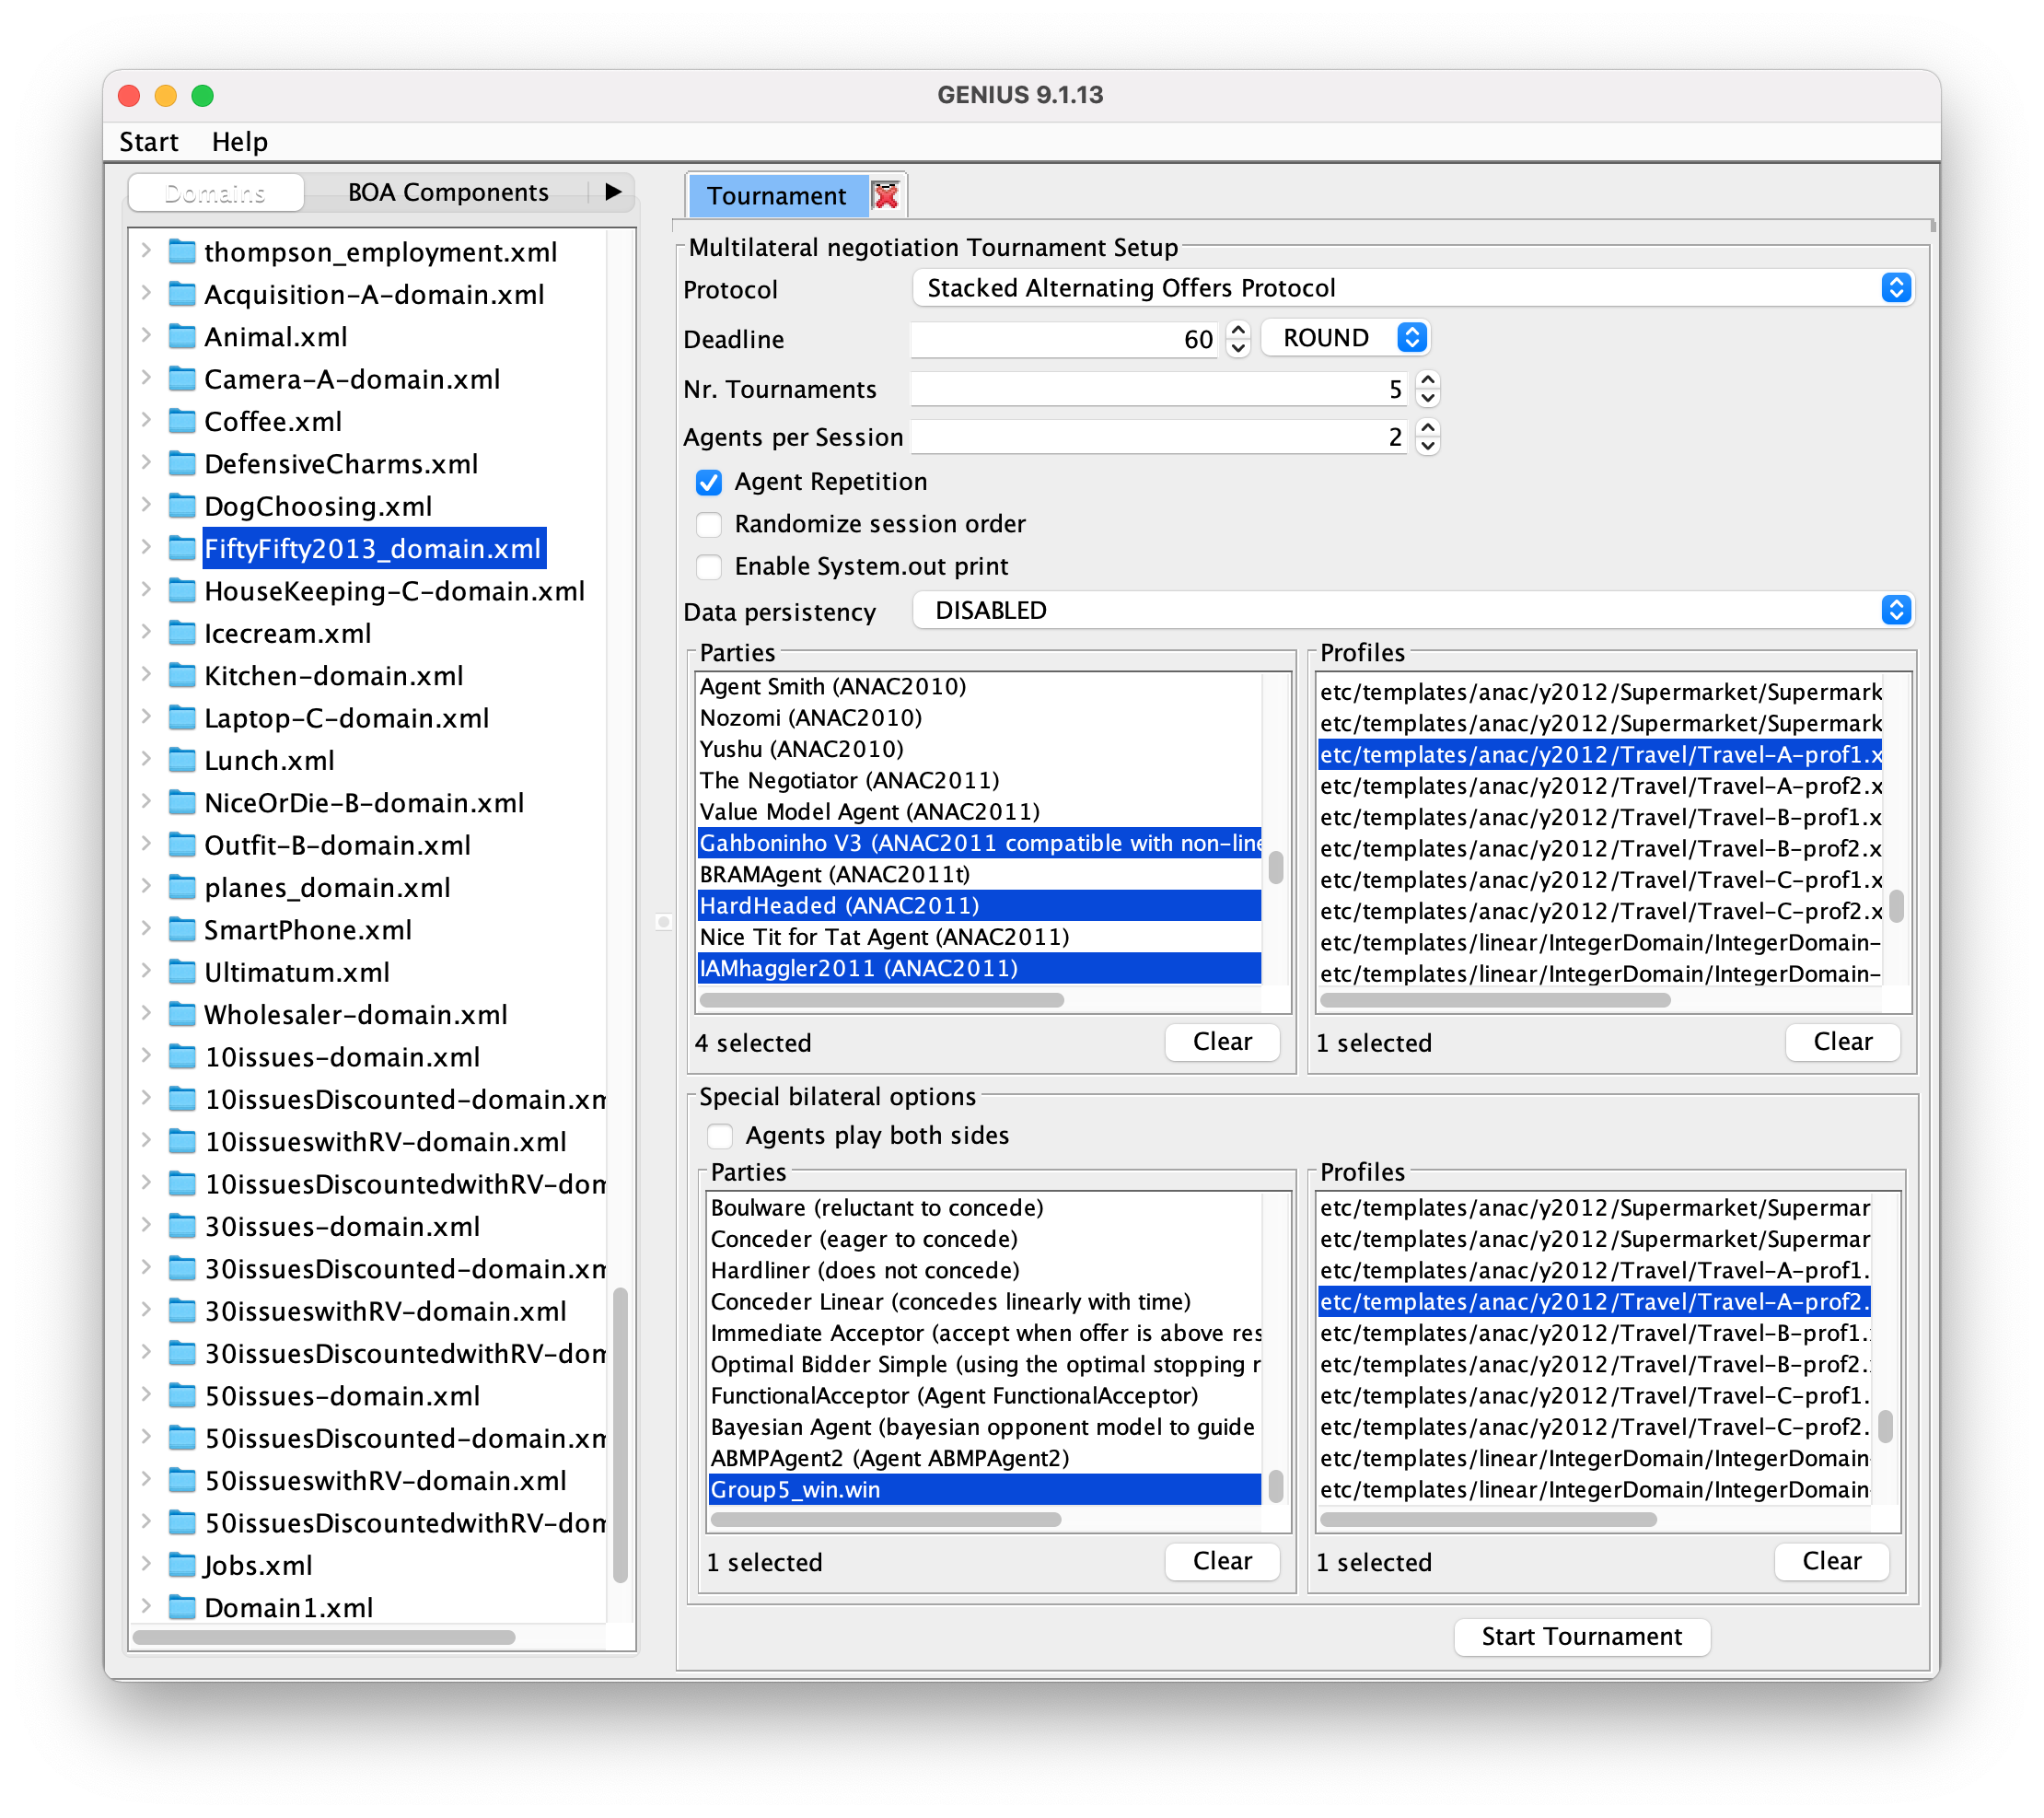 GENIUS 9.1.13
Start Help
Domains BOA Components
thompson_employment.xml
Acquisition-A-domain.xml
Animal.xml
Camera-A-domain.xml
Coffee.xml
DefensiveCharms.xml
DogChoosing.xml
FiftyFifty2013_domain.xml
HouseKeeping-C-domain.xml
Icecream.xml
Kitchen-domain.xml
Laptop-C-domain.xml
Lunch.xml
NiceOrDie-B-domain.xml
Outfit-B-domain.xml
planes_domain.xml
SmartPhone.xml
Ultimatum.xml
Wholesaler-domain.xml
10issues-domain.xml
10issuesDiscounted-domain.xm
10issueswithRV-domain.xml
10issuesDiscountedwithRV-dom
30issues-domain.xml
30issuesDiscounted-domain.xm
30issueswithRV-domain.xml
30issuesDiscountedwithRV-dom
50issues-domain.xml
50issuesDiscounted-domain.xm
50issueswithRV-domain.xml
50issuesDiscountedwithRV-dom
Jobs.xml
Domain1.xml
Tournament
Multilateral negotiation Tournament Setup
Protocol Stacked Alternating Offers Protocol
Deadline 60 ROUND
Nr. Tournaments 5
Agents per Session 2
Agent Repetition
Randomize session order
Enable System.out print
Data persistency DISABLED
Parties
Agent Smith (ANAC2010)
Nozomi (ANAC2010)
Yushu (ANAC2010)
The Negotiator (ANAC2011)
Value Model Agent (ANAC2011)
Gahboninho V3 (ANAC2011 compatible with non-line
BRAMAgent (ANAC2011t)
HardHeaded (ANAC2011)
Nice Tit for Tat Agent (ANAC2011)
IAMhaggler2011 (ANAC2011)
4 selected Clear
Profiles
etc/templates/anac/y2012/Supermarket/Supermark
etc/templates/anac/y2012/Supermarket/Supermark
etc/templates/anac/y2012/Travel/Travel-A-prof1.x
etc/templates/anac/y2012/Travel/Travel-A-prof2.x
etc/templates/anac/y2012/Travel/Travel-B-prof1.x
etc/templates/anac/y2012/Travel/Travel-B-prof2.x
etc/templates/anac/y2012/Travel/Travel-C-prof1.x
etc/templates/anac/y2012/Travel/Travel-C-prof2.x
etc/templates/linear/IntegerDomain/IntegerDomain-
etc/templates/linear/IntegerDomain/IntegerDomain-
1 selected Clear
Special bilateral options
Agents play both sides
Parties
Boulware (reluctant to concede)
Conceder (eager to concede)
Hardliner (does not concede)
Conceder Linear (concedes linearly with time)
Immediate Acceptor (accept when offer is above res
Optimal Bidder Simple (using the optimal stopping r
FunctionalAcceptor (Agent FunctionalAcceptor)
Bayesian Agent (bayesian opponent model to guide
ABMPAgent2 (Agent ABMPAgent2)
Group5_win.win
1 selected Clear
Profiles
etc/templates/anac/y2012/Supermarket/Supermar
etc/templates/anac/y2012/Supermarket/Supermar
etc/templates/anac/y2012/Travel/Travel-A-prof1.
etc/templates/anac/y2012/Travel/Travel-A-prof2.
etc/templates/anac/y2012/Travel/Travel-B-prof1.
etc/templates/anac/y2012/Travel/Travel-B-prof2.
etc/templates/anac/y2012/Travel/Travel-C-prof1.
etc/templates/anac/y2012/Travel/Travel-C-prof2.
etc/templates/linear/IntegerDomain/IntegerDomain-
etc/templates/linear/IntegerDomain/IntegerDomain-
1 selected Clear
Start Tournament